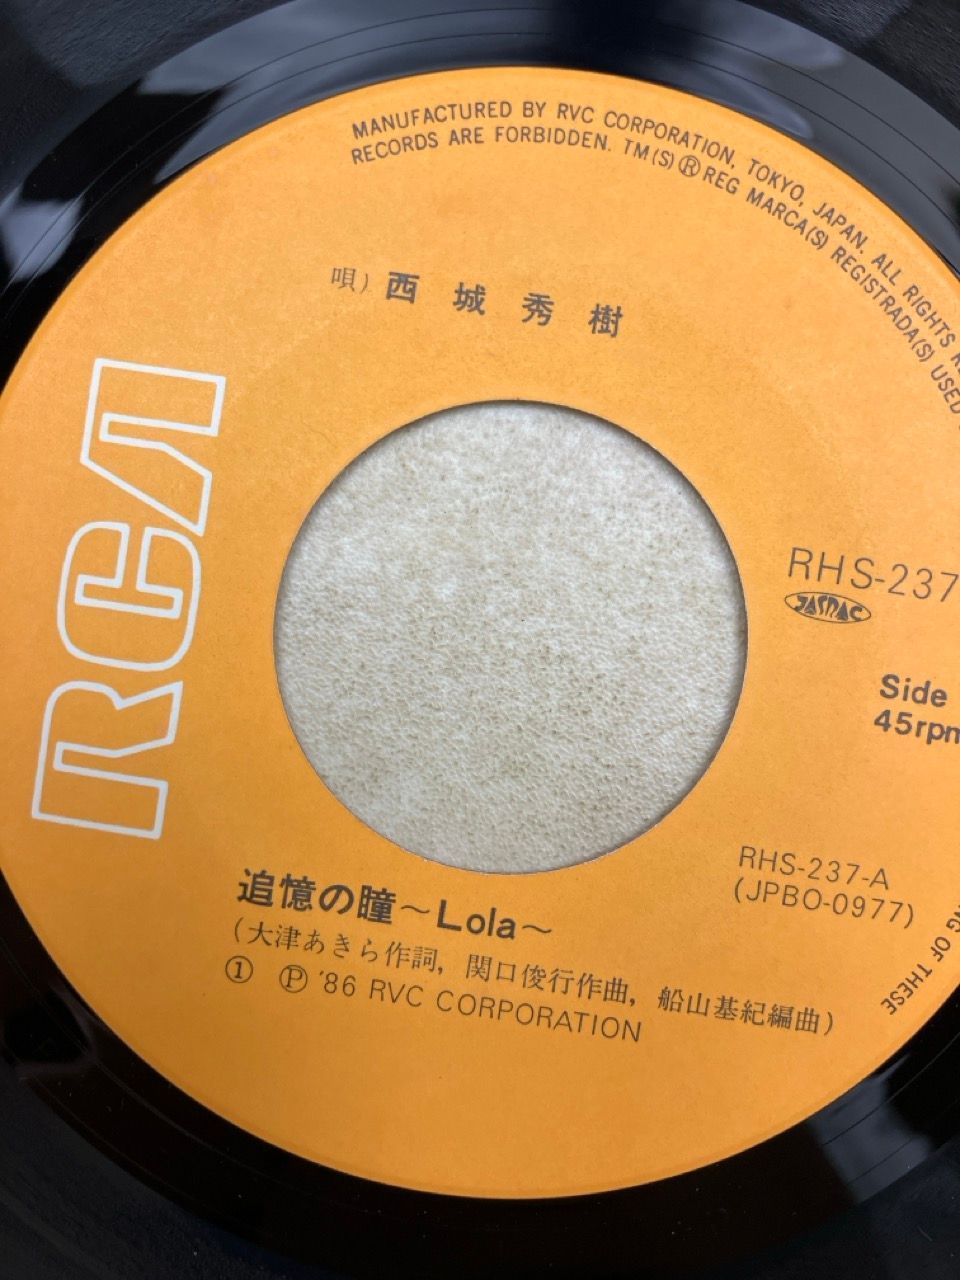 MANUFACTURED BY RVC CORPORATION, TOKYO, JAPAN. ALL RIGHTS
RECORDS ARE FORBIDDEN. TM(S) ® REG MARCA(S) REGISTRADA(S) USED
唄) 西城秀樹
RCA
RHS-237
JASRAC
Side
45rpm
RHS-237-A
(JPBO-0977)
追憶の瞳～Lola～
(大津あきら作詞, 関口俊行作曲, 船山基紀編曲)
① Ⓟ '86 RVC CORPORATION
OF THESE